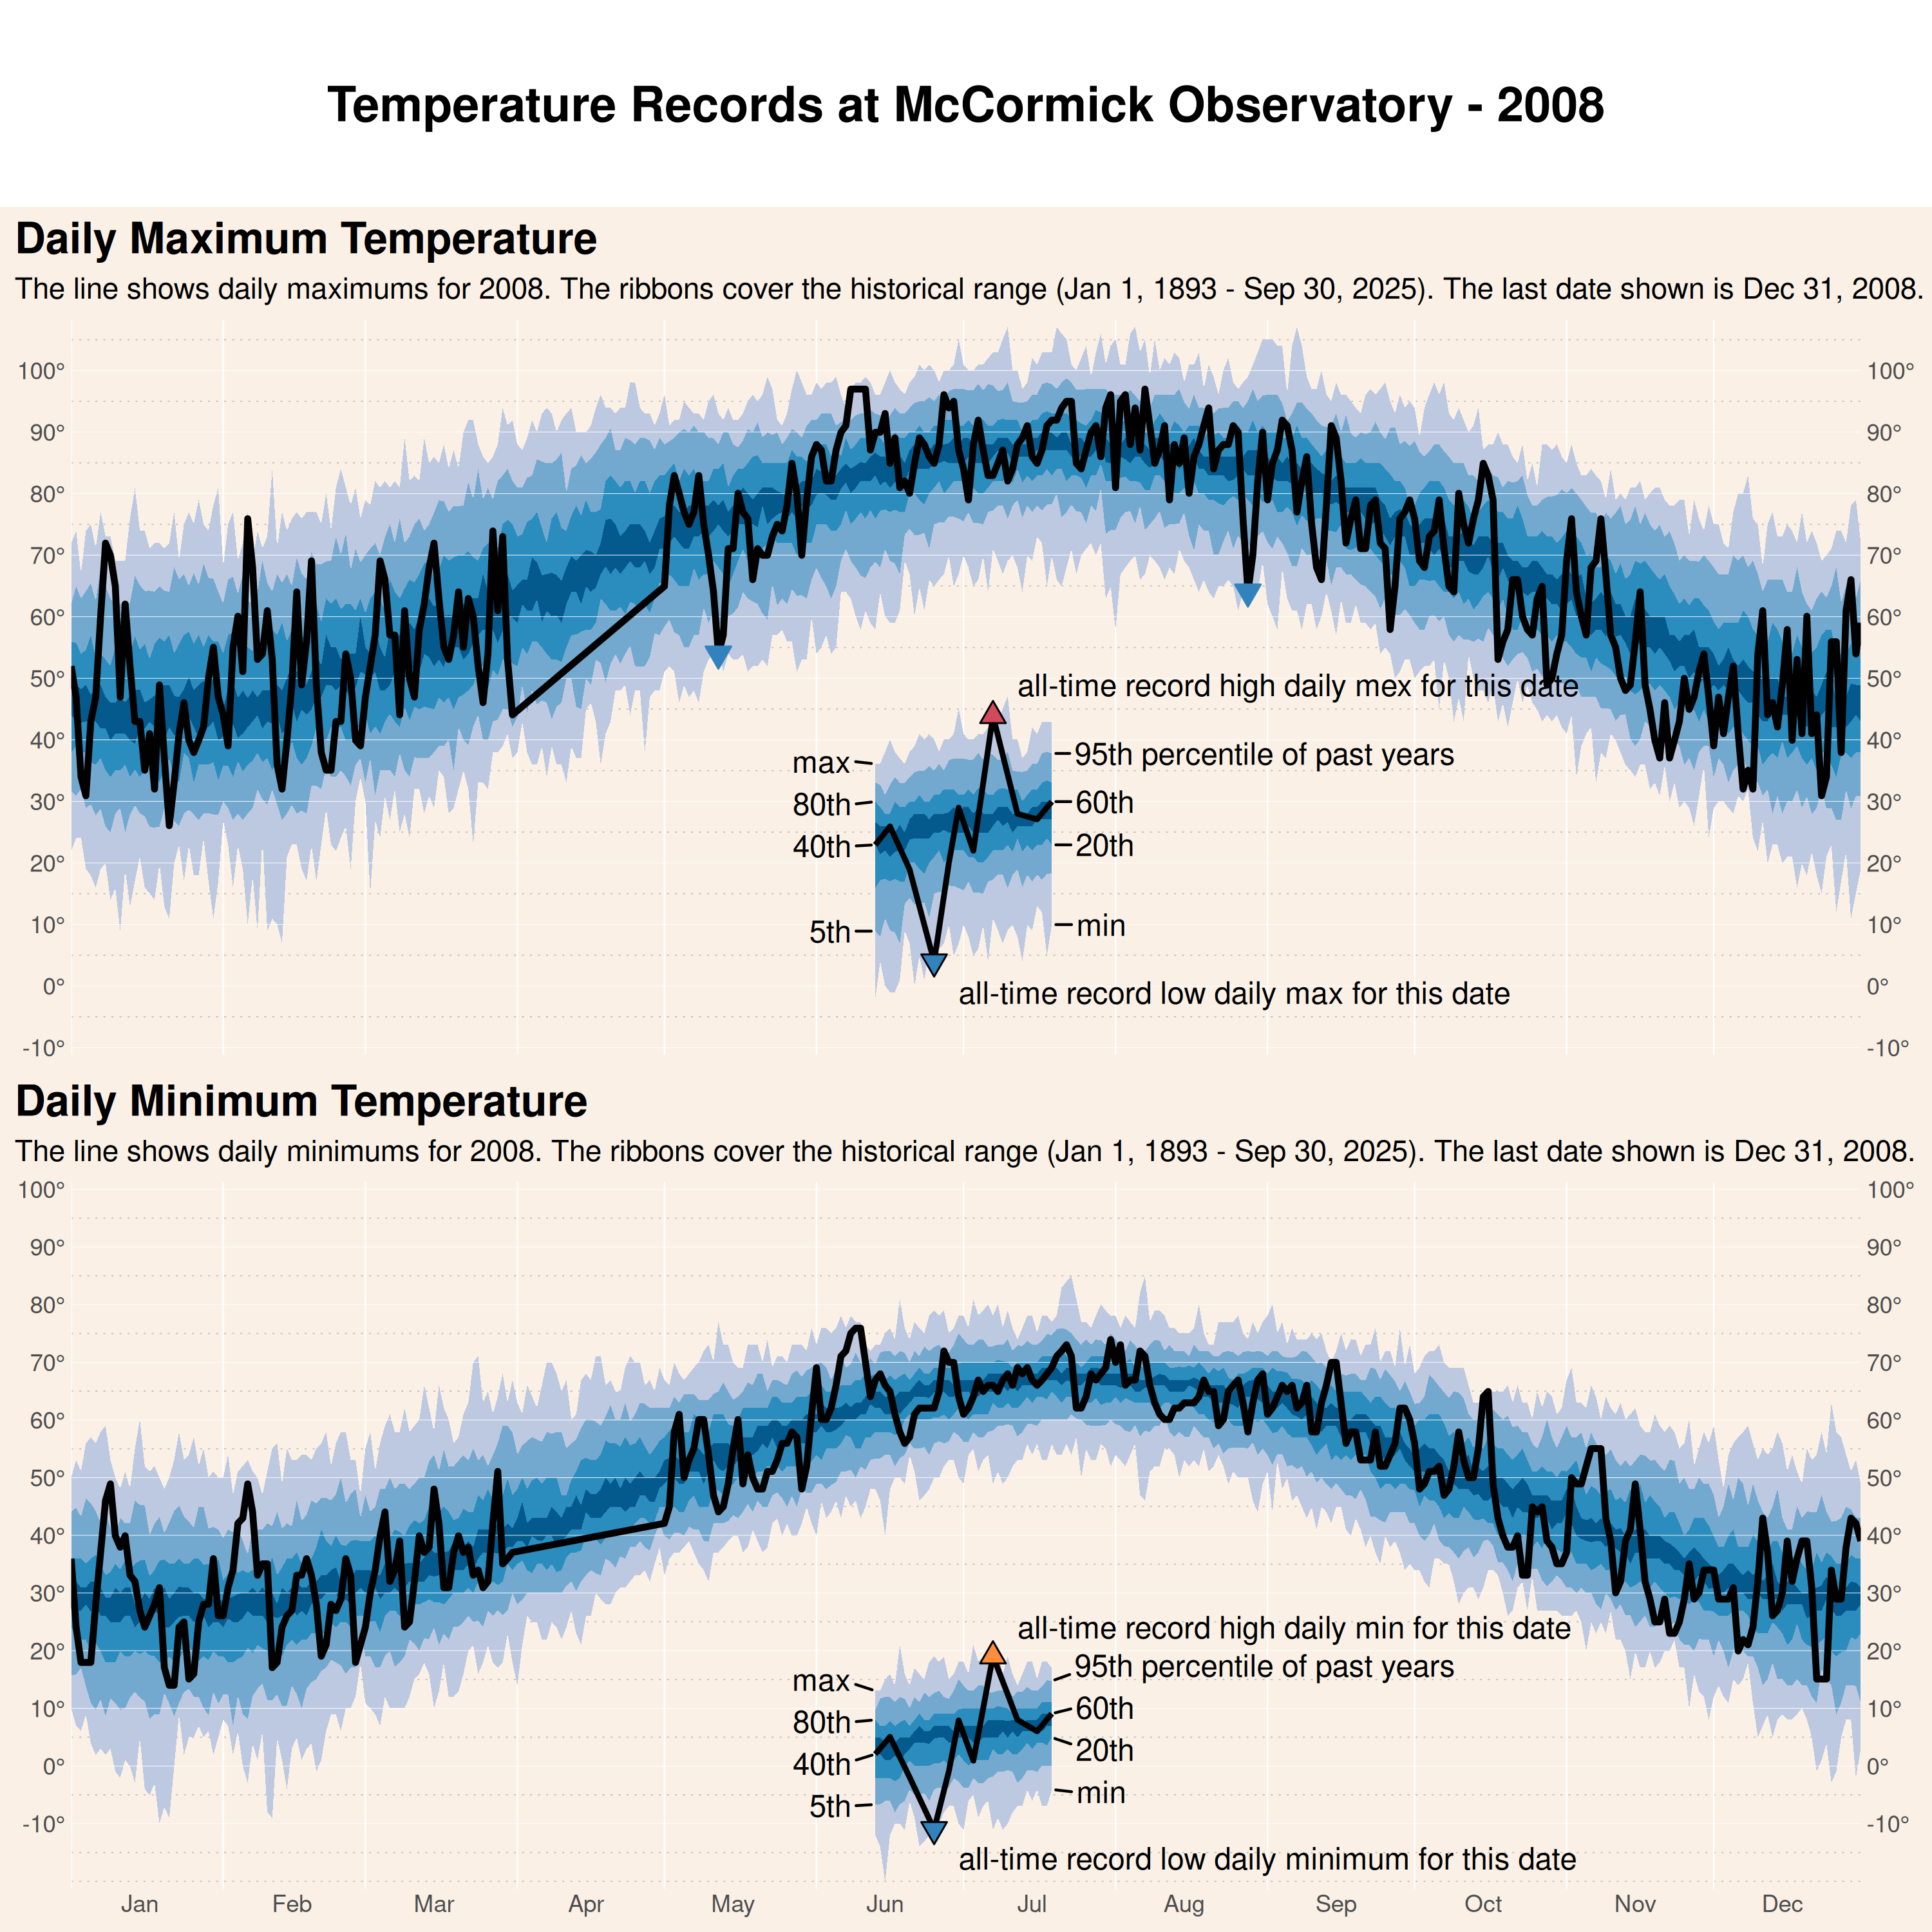 Temperature Records at McCormick Observatory - 2008
Daily Maximum Temperature
The line shows daily maximums for 2008. The ribbons cover the historical range (Jan 1, 1893 - Sep 30, 2025). The last date shown is Dec 31, 2008.
100° 100°
90° 90°
80° 80°
70° 70°
60° 60°
50° 50°
all-time record high daily mex for this date
40° 40°
max 95th percentile of past years
30° 30°
80th 60th
40th 20th
20° 20°
10° 10°
5th min
0° 0°
all-time record low daily max for this date
-10° -10°
Daily Minimum Temperature
The line shows daily minimums for 2008. The ribbons cover the historical range (Jan 1, 1893 - Sep 30, 2025). The last date shown is Dec 31, 2008.
100° 100°
90° 90°
80° 80°
70° 70°
60° 60°
50° 50°
40° 40°
30° 30°
all-time record high daily min for this date
20° 20°
max 95th percentile of past years
10° 10°
80th 60th
40th 20th
0° 0°
5th min
-10° -10°
all-time record low daily minimum for this date
Jan Feb Mar Apr May Jun Jul Aug Sep Oct Nov Dec